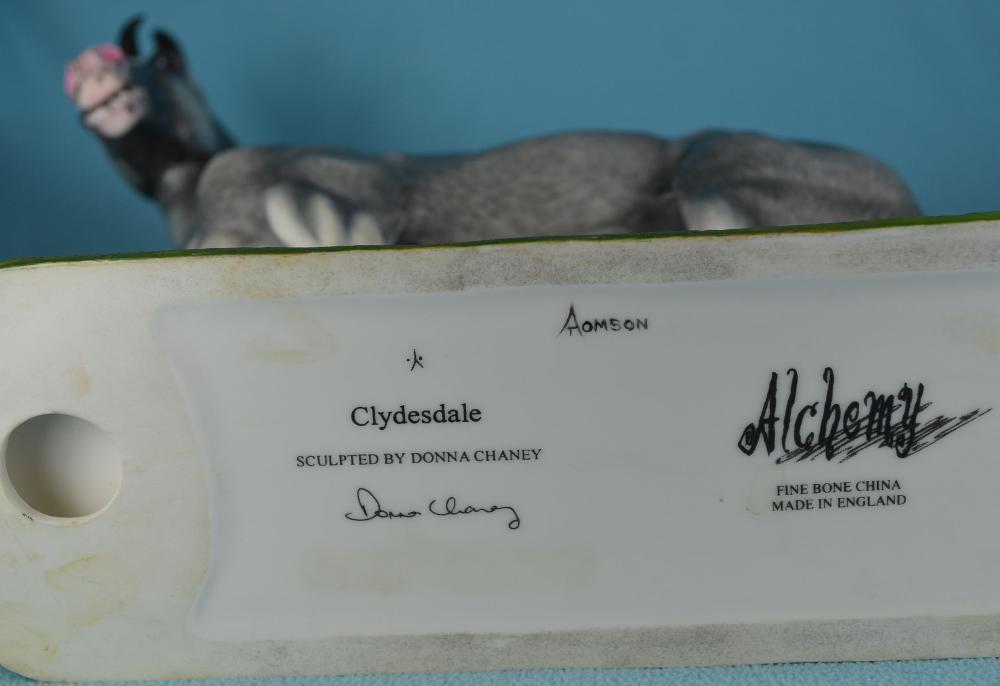 AOMSON
Clydesdale
SCULPTED BY DONNA CHANEY
Donna Chaney
Alchemy
FINE BONE CHINA
MADE IN ENGLAND